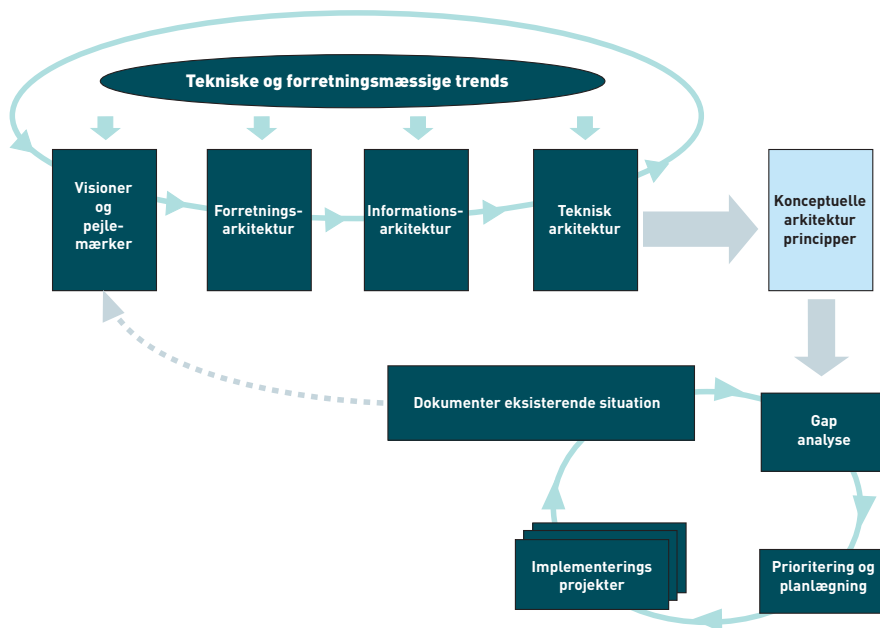 Tekniske og forretningsmæssige trends
Visioner
og
pejle-
mærker
Forretnings-
arkitektur
Informations-
arkitektur
Teknisk
arkitektur
Konceptuelle
arkitektur
principper
Dokumenter eksisterende situation
Gap
analyse
Implementerings
projekter
Prioritering og
planlægning